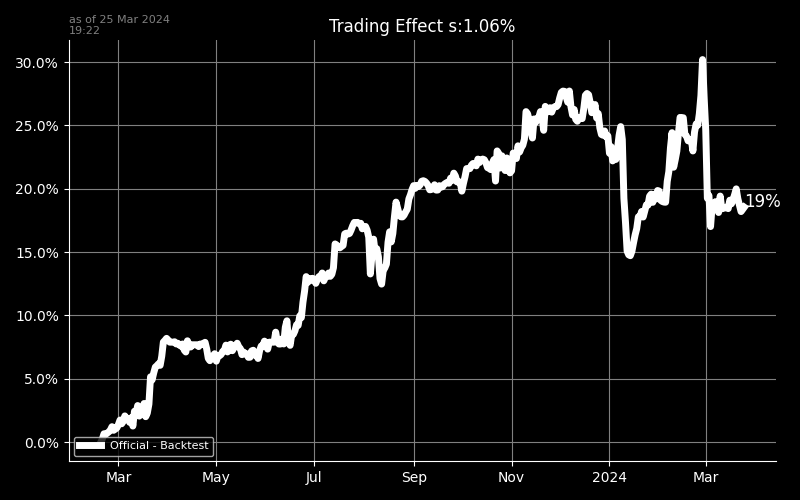 as of 25 Mar 2024
19:22
Trading Effect s:1.06%
30.0%
25.0%
20.0%
15.0%
10.0%
5.0%
0.0%
19%
Official - Backtest
Mar
May
Jul
Sep
Nov
2024
Mar